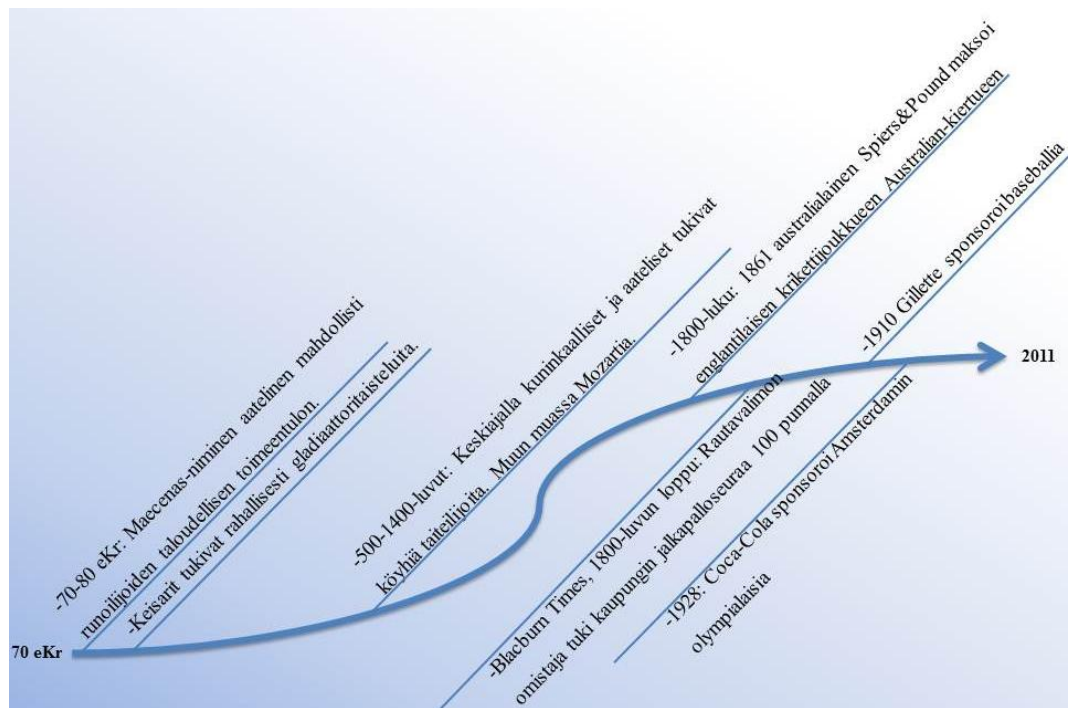 -70-80 eKr: Maecenas-niminen aatelinen mahdollisti
runoilijoiden taloudellisen toimeentulon.
-Keisarit tukivat rahallisesti gladiaattoritaisteluita.
-500-1400-luvut: Keskiajalla kuninkaalliset ja aateliset tukivat
köyhiä taiteilijoita. Muun muassa Mozartia.
-1800-luku: 1861 australialainen Spiers&Pound maksoi
englantilaisen krikettijoukkueen Australian-kiertueen
-Blacburn Times, 1800-luvun loppu: Rautavalimon
omistaja tuki kaupungin jalkapalloseuraa 100 punnalla
-1910 Gillette sponsoroi baseballia
-1928: Coca-Cola sponsoroi Amsterdamin
olympialaisia
70 eKr
2011